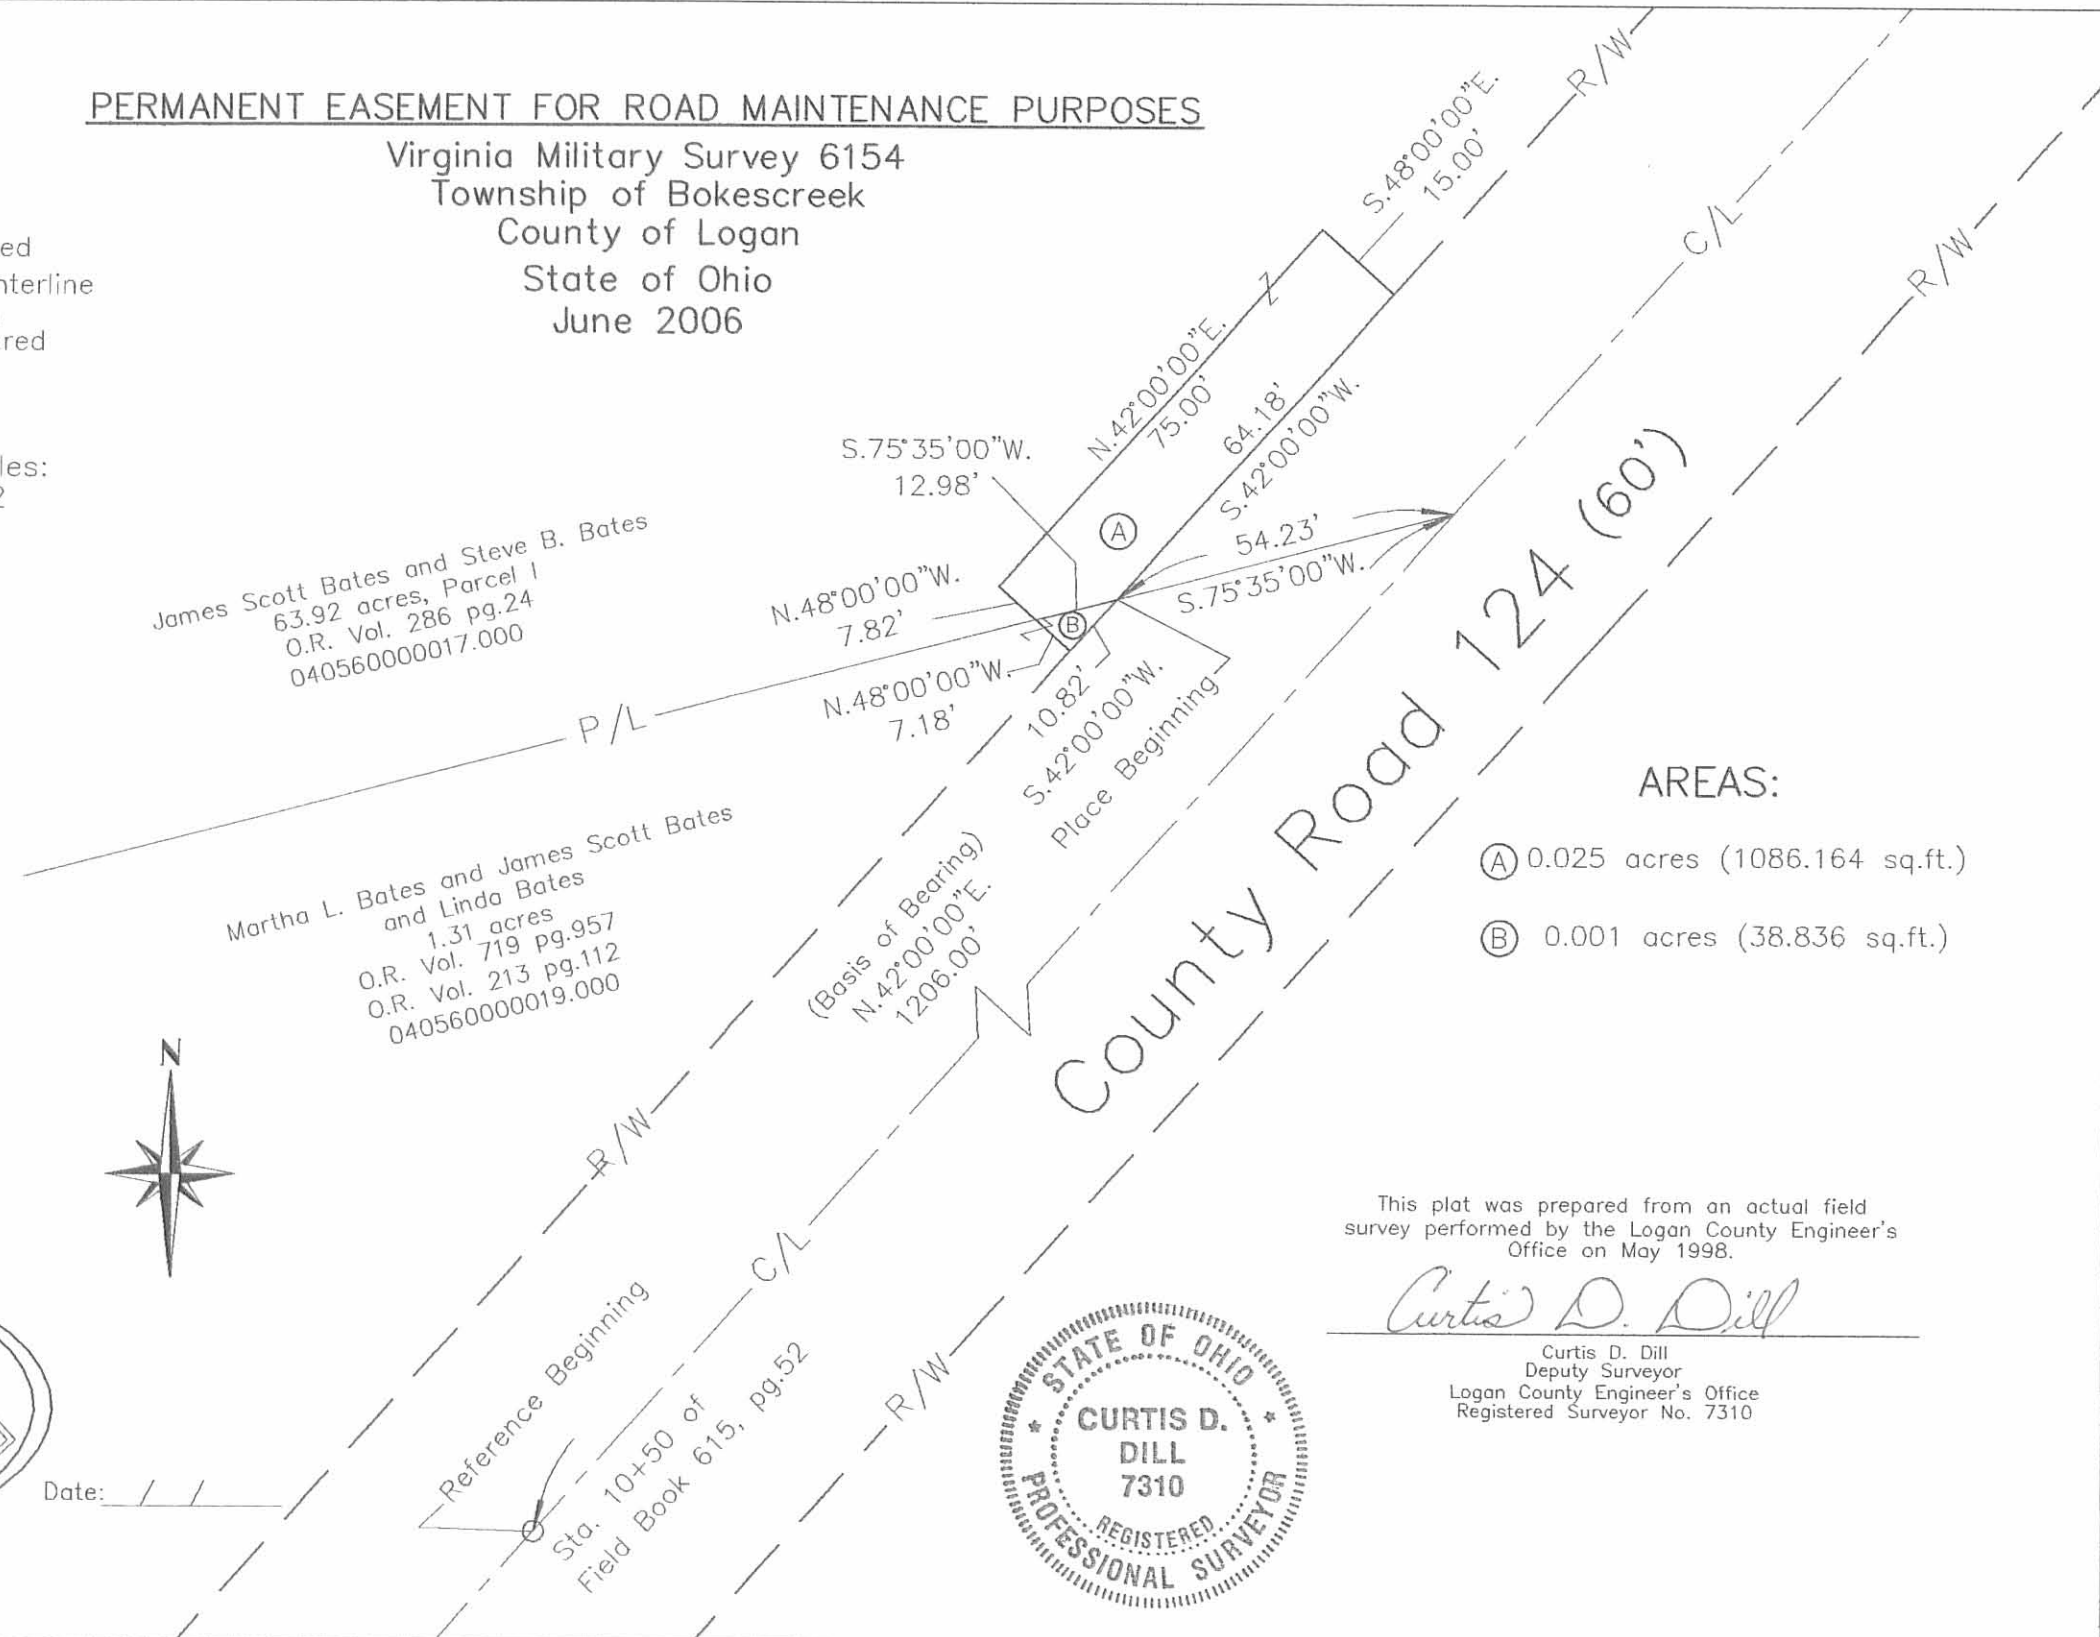 PERMANENT EASEMENT FOR ROAD MAINTENANCE PURPOSES
Virginia Military Survey 6154
Township of Bokescreek
County of Logan
State of Ohio
June 2006
R/W
S.48°00'00"E.
15.00'
C/L
R/W
N.42°00'00"E.
75.00'
64.18'
S.42°00'00"W.
S.75°35'00"W.
12.98'
A
54.23'
S.75°35'00"W.
N.48°00'00"W.
7.82'
B
N.48°00'00"W.
7.18'
10.82'
S.42°00'00"W.
Place Beginning
James Scott Bates and Steve B. Bates
63.92 acres, Parcel I
O.R. Vol. 286 pg.24
040560000017.000
P/L
Martha L. Bates and James Scott Bates
and Linda Bates
1.31 acres
O.R. Vol. 719 pg.957
O.R. Vol. 213 pg.112
040560000019.000
(Basis of Bearing)
N.42°00'00"E.
1206.00'
County Road 124 (60')
AREAS:
A 0.025 acres (1086.164 sq.ft.)
B 0.001 acres (38.836 sq.ft.)
N
R/W
C/L
R/W
Reference Beginning
Sta. 10+50 of
Field Book 615, pg.52
Date: / /
STATE OF OHIO
CURTIS D.
DILL
7310
REGISTERED
PROFESSIONAL SURVEYOR
This plat was prepared from an actual field
survey performed by the Logan County Engineer's
Office on May 1998.
Curtis D. Dill
Curtis D. Dill
Deputy Surveyor
Logan County Engineer's Office
Registered Surveyor No. 7310